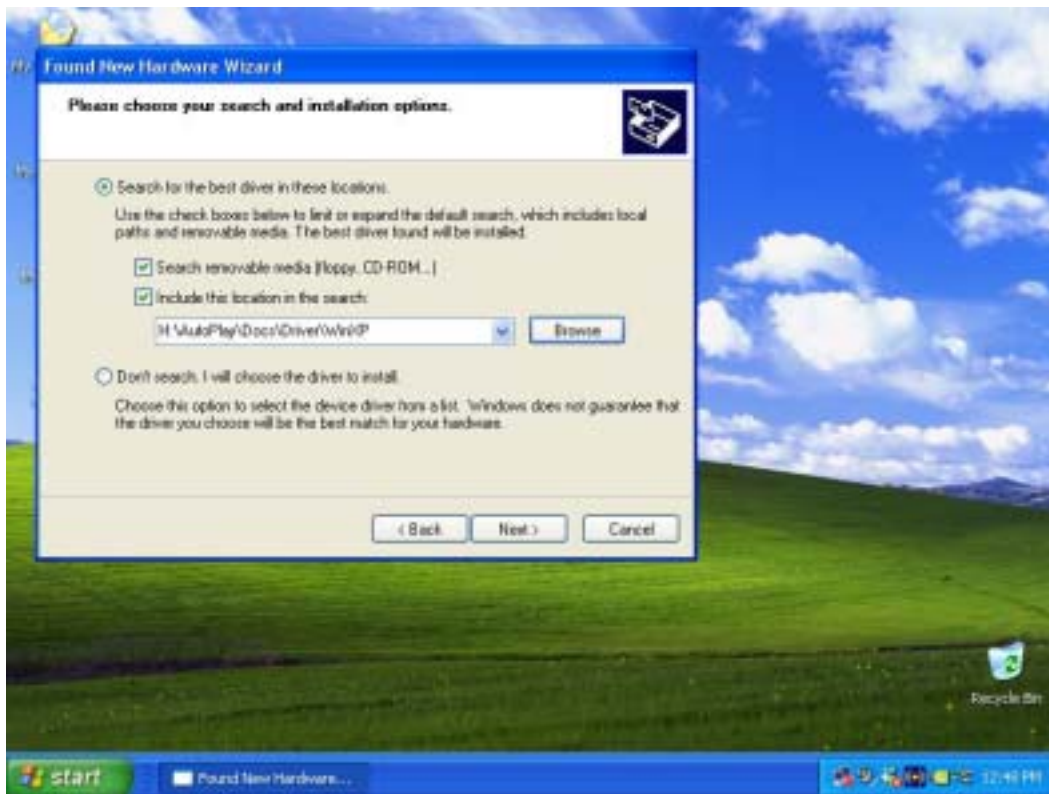 Found New Hardware Wizard
Please choose your search and installation options.
Search for the best driver in these locations.
Use the check boxes below to limit or expand the default search, which includes local
paths and removable media. The best driver found will be installed.
Search removable media (floppy, CD-ROM...)
Include this location in the search:
H:\AutoPlay\Docs\Driver\WinXP
Browse
Don't search. I will choose the driver to install.
Choose this option to select the device driver from a list. Windows does not guarantee that
the driver you choose will be the best match for your hardware.
< Back
Next >
Cancel
Recycle Bin
start
Found New Hardware...
12:48 PM